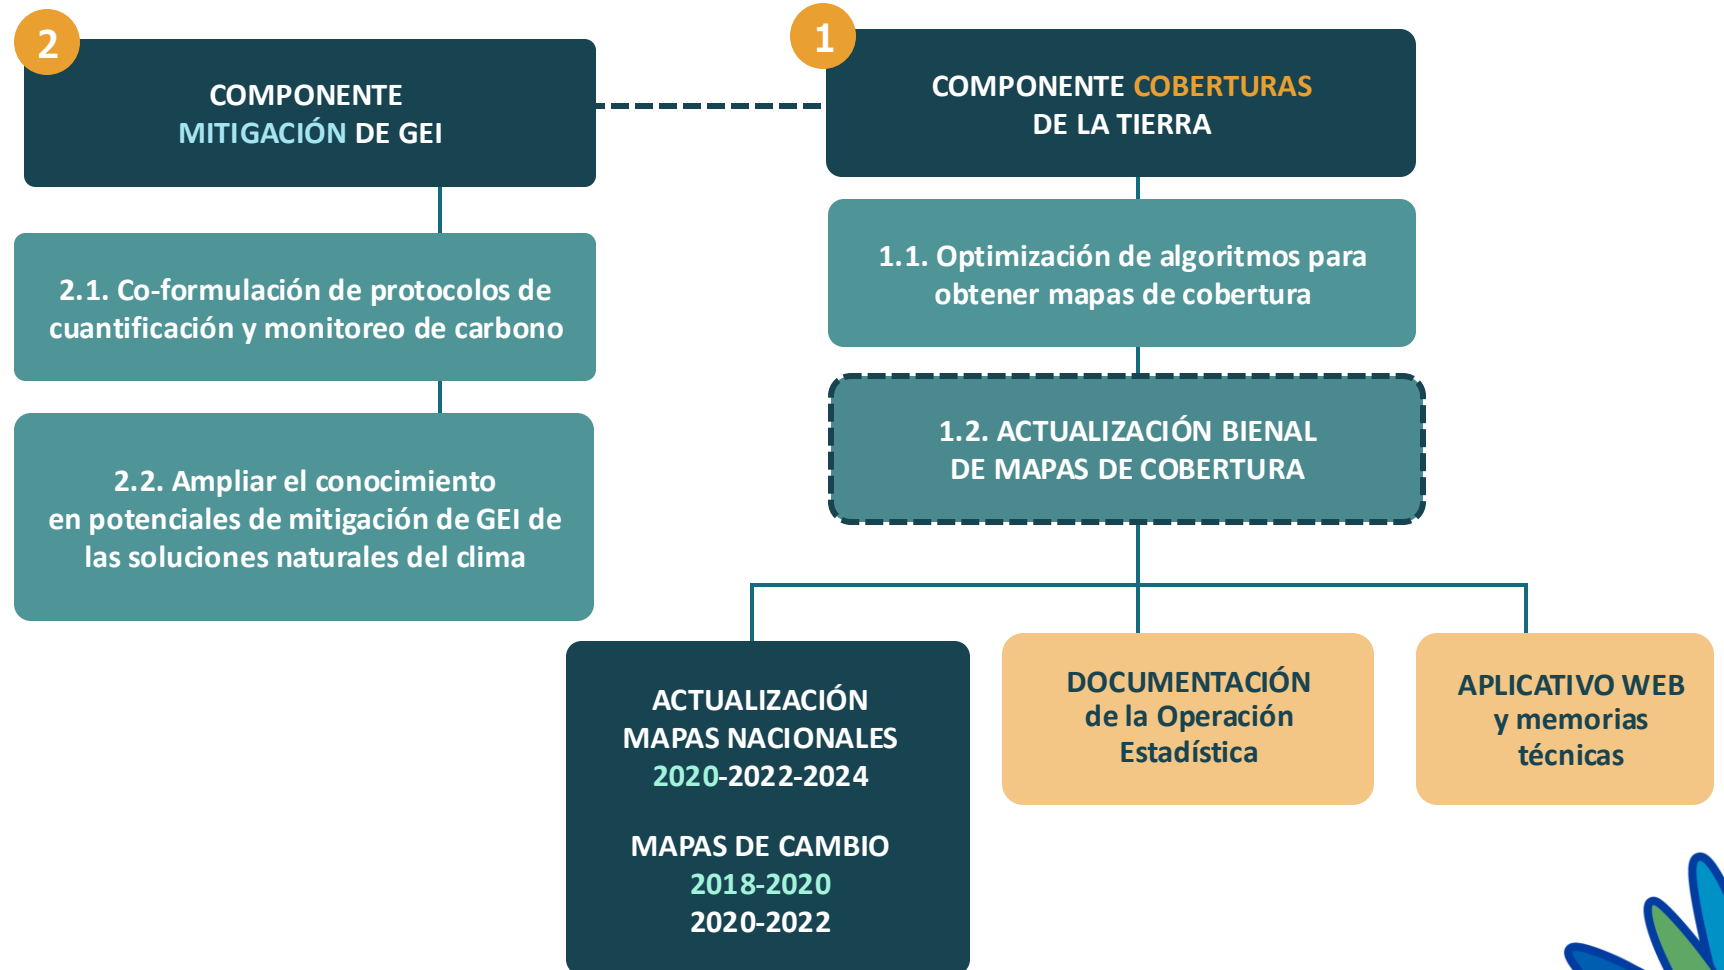 2
COMPONENTE
MITIGACIÓN DE GEI
2.1. Co-formulación de protocolos de
cuantificación y monitoreo de carbono
2.2. Ampliar el conocimiento
en potenciales de mitigación de GEI de
las soluciones naturales del clima
1
COMPONENTE COBERTURAS
DE LA TIERRA
1.1. Optimización de algoritmos para
obtener mapas de cobertura
1.2. ACTUALIZACIÓN BIENAL
DE MAPAS DE COBERTURA
ACTUALIZACIÓN
MAPAS NACIONALES
2020-2022-2024
MAPAS DE CAMBIO
2018-2020
2020-2022
DOCUMENTACIÓN
de la Operación
Estadística
APLICATIVO WEB
y memorias
técnicas